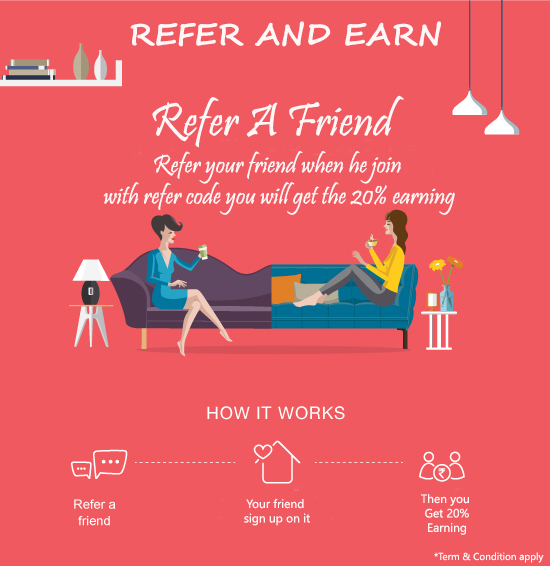 REFER AND EARN
Refer A Friend
Refer your friend when he join
with refer code you will get the 20% earning
HOW IT WORKS
Refer a
friend
Your friend
sign up on it
₹
Then you
Get 20%
Earning
*Term & Condition apply